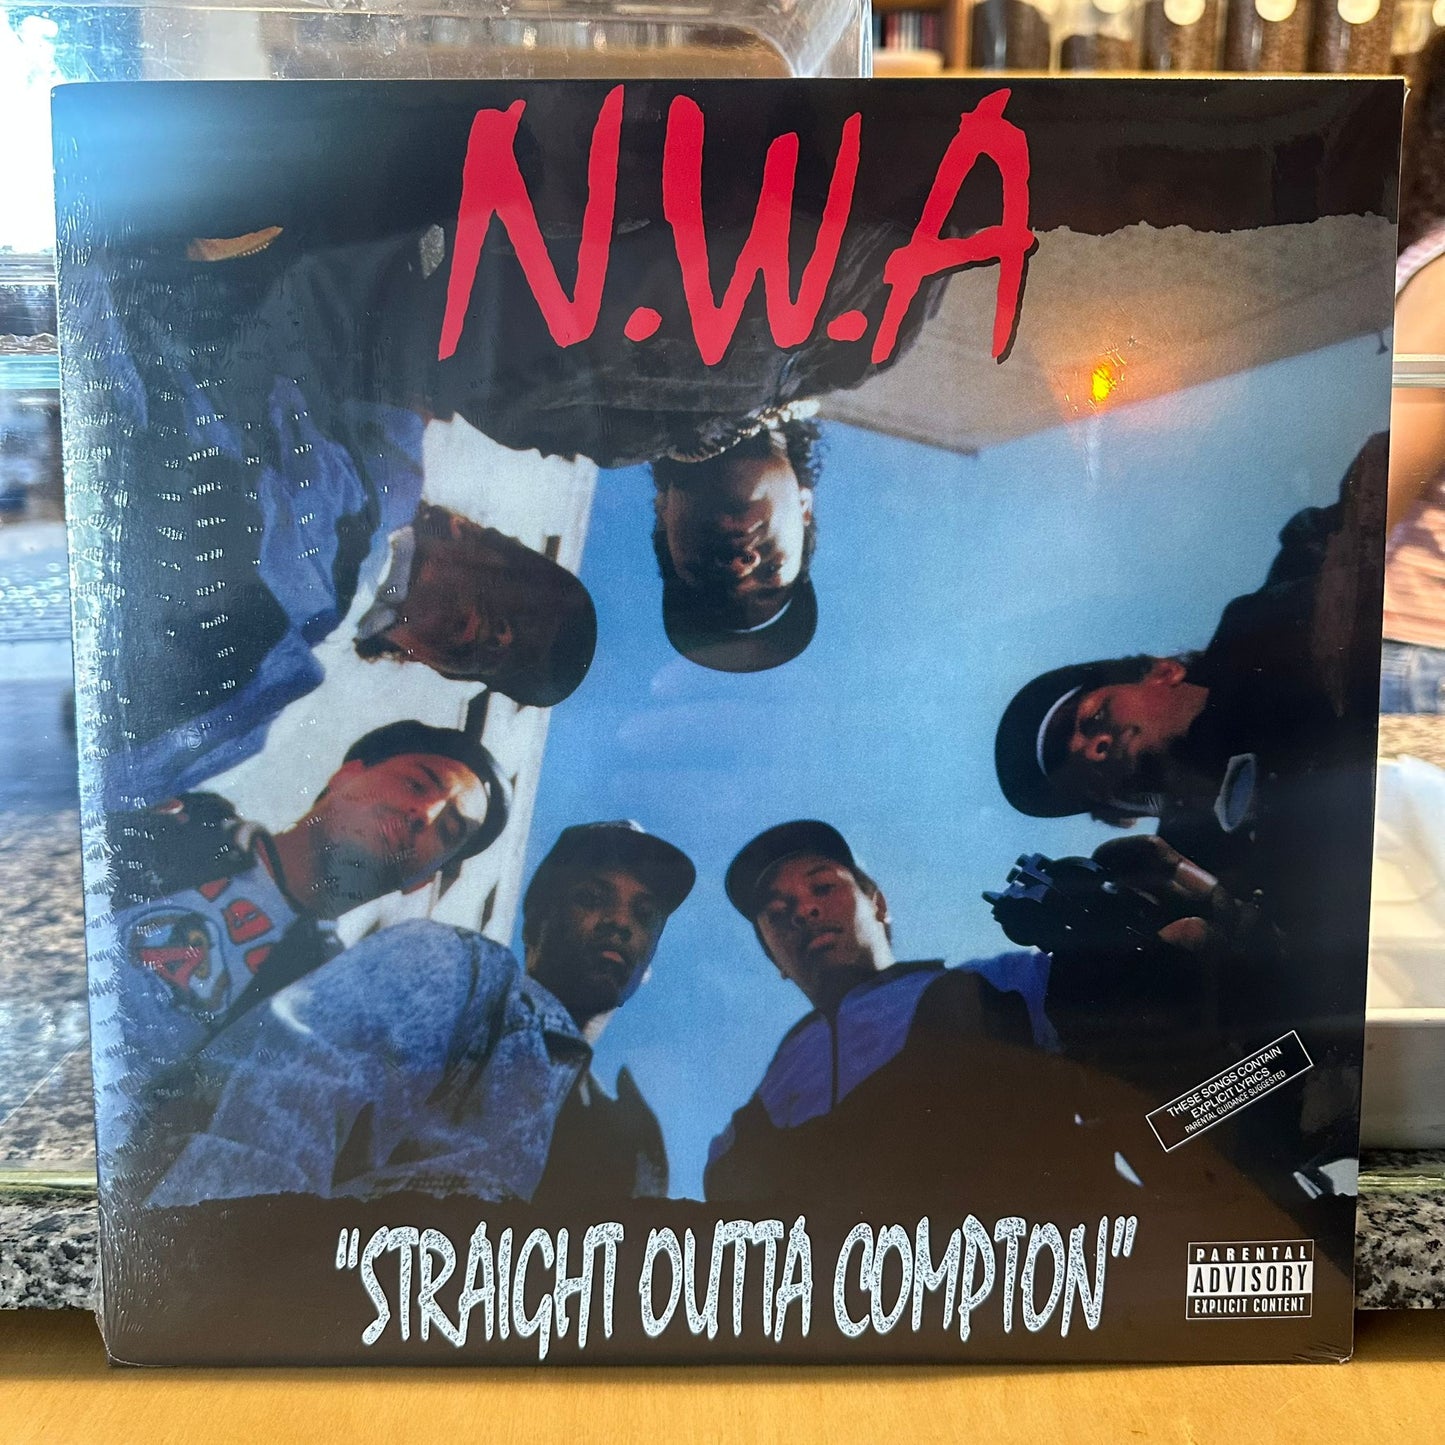 N.W.A
THESE SONGS CONTAIN
EXPLICIT LYRICS
PARENTAL GUIDANCE SUGGESTED
"STRAIGHT OUTTA COMPTON"
PARENTAL
ADVISORY
EXPLICIT CONTENT